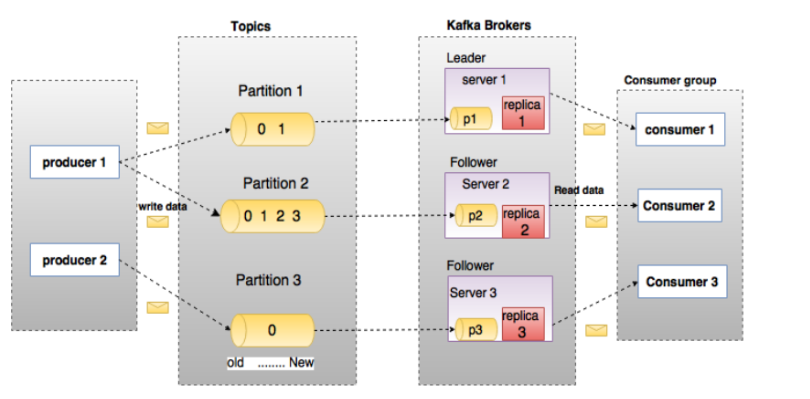 Topics
Kafka Brokers
Leader
server 1
Consumer group
Partition 1
replica
1
p1
0 1
consumer 1
producer 1
Follower
Partition 2
Server 2
Read data
write data
0 1 2 3
p2
replica
2
Consumer 2
producer 2
Follower
Partition 3
Server 3
Consumer 3
replica
3
0
p3
old ........ New